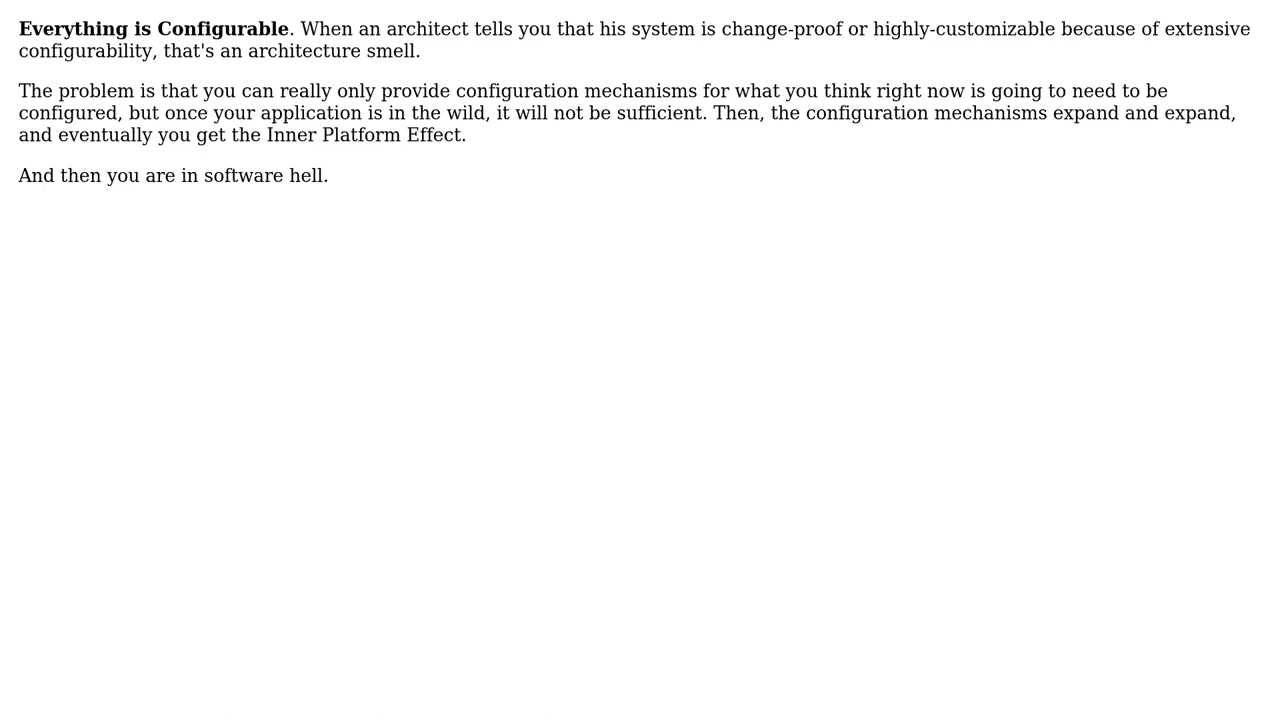 Everything is Configurable. When an architect tells you that his system is change-proof or highly-customizable because of extensive
configurability, that's an architecture smell.
The problem is that you can really only provide configuration mechanisms for what you think right now is going to need to be
configured, but once your application is in the wild, it will not be sufficient. Then, the configuration mechanisms expand and expand,
and eventually you get the Inner Platform Effect.
And then you are in software hell.